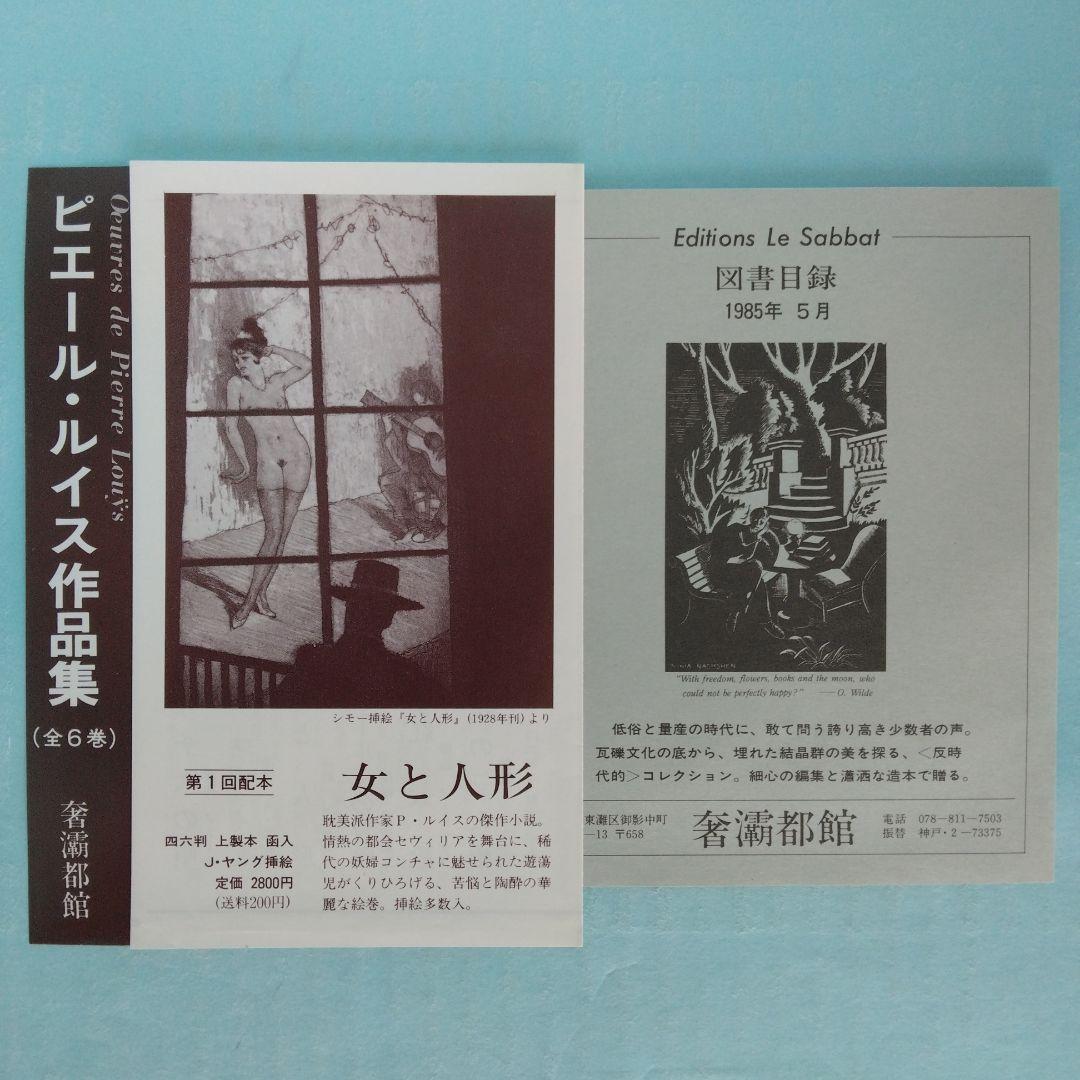 Oeuvres de Pierre Louÿs
ピエール・ルイス作品集
(全6巻)
奢灞都館
シモー挿絵『女と人形』(1928年刊)より
第1回配本
女と人形
四六判 上製本 函入
J・ヤング挿絵
定価 2800円
(送料200円)
耽美派作家P・ルイスの傑作小説。
情熱の都会セヴィリアを舞台に、稀
代の妖婦コンチャに魅せられた遊蕩
児がくりひろげる、苦悩と陶酔の華
麗な絵巻。挿絵多数入。
Editions Le Sabbat
図書目録
1985年 5月
"With freedom, flowers, books and the moon, who
could not be perfectly happy?" ── O. Wilde
低俗と量産の時代に、敢て問う誇り高き少数者の声。
瓦礫文化の底から、埋れた結晶群の美を探る、＜反時
代的＞コレクション。細心の編集と瀟洒な造本で贈る。
東灘区御影中町
―13 〒658
奢灞都館
電話 078―811―7503
振替 神戸・2―73375